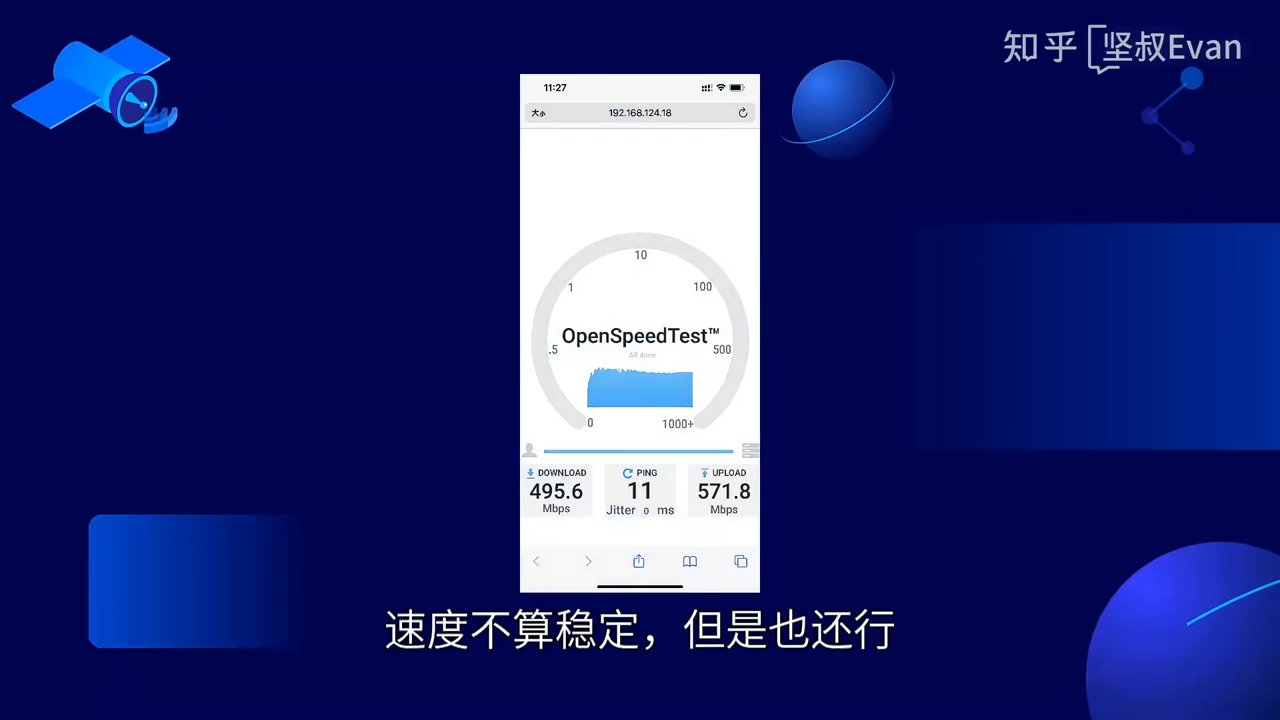 知乎 坚叔Evan
11:27
大小 192.168.124.18
10
1 100
OpenSpeedTest™
.5 500
All done
0 1000+
DOWNLOAD PING UPLOAD
495.6 11 571.8
Mbps Jitter 0 ms Mbps
速度不算稳定，但是也还行